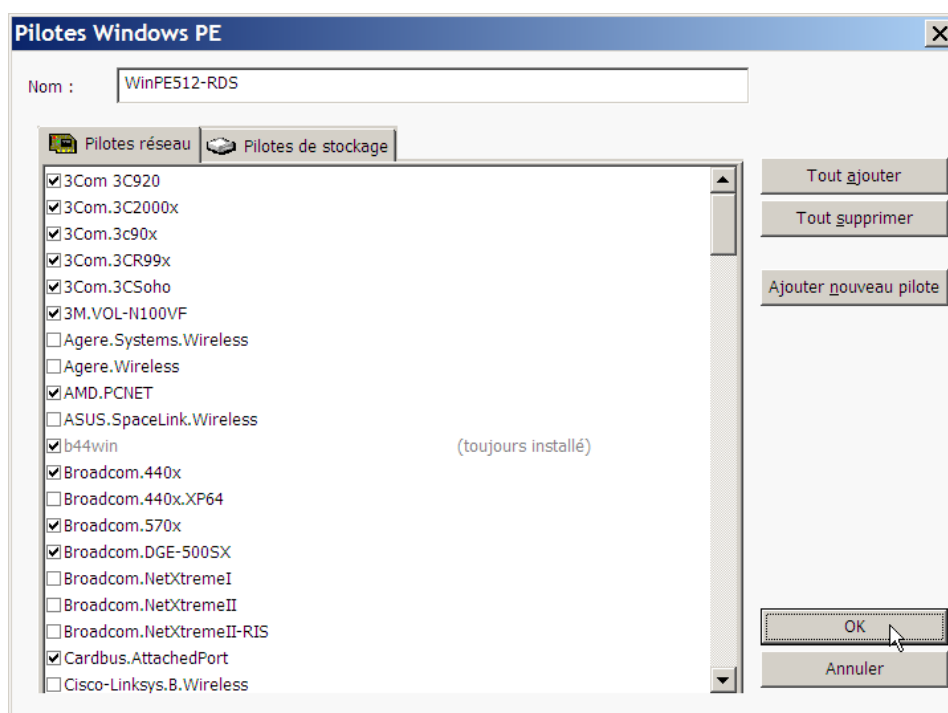 Pilotes Windows PE
Nom :
WinPE512-RDS
Pilotes réseau
Pilotes de stockage
3Com 3C920
3Com.3C2000x
3Com.3c90x
3Com.3CR99x
3Com.3CSoho
3M.VOL-N100VF
Agere.Systems.Wireless
Agere.Wireless
AMD.PCNET
ASUS.SpaceLink.Wireless
b44win (toujours installé)
Broadcom.440x
Broadcom.440x.XP64
Broadcom.570x
Broadcom.DGE-500SX
Broadcom.NetXtremeI
Broadcom.NetXtremeII
Broadcom.NetXtremeII-RIS
Cardbus.AttachedPort
Cisco-Linksys.B.Wireless
Tout ajouter
Tout supprimer
Ajouter nouveau pilote
OK
Annuler